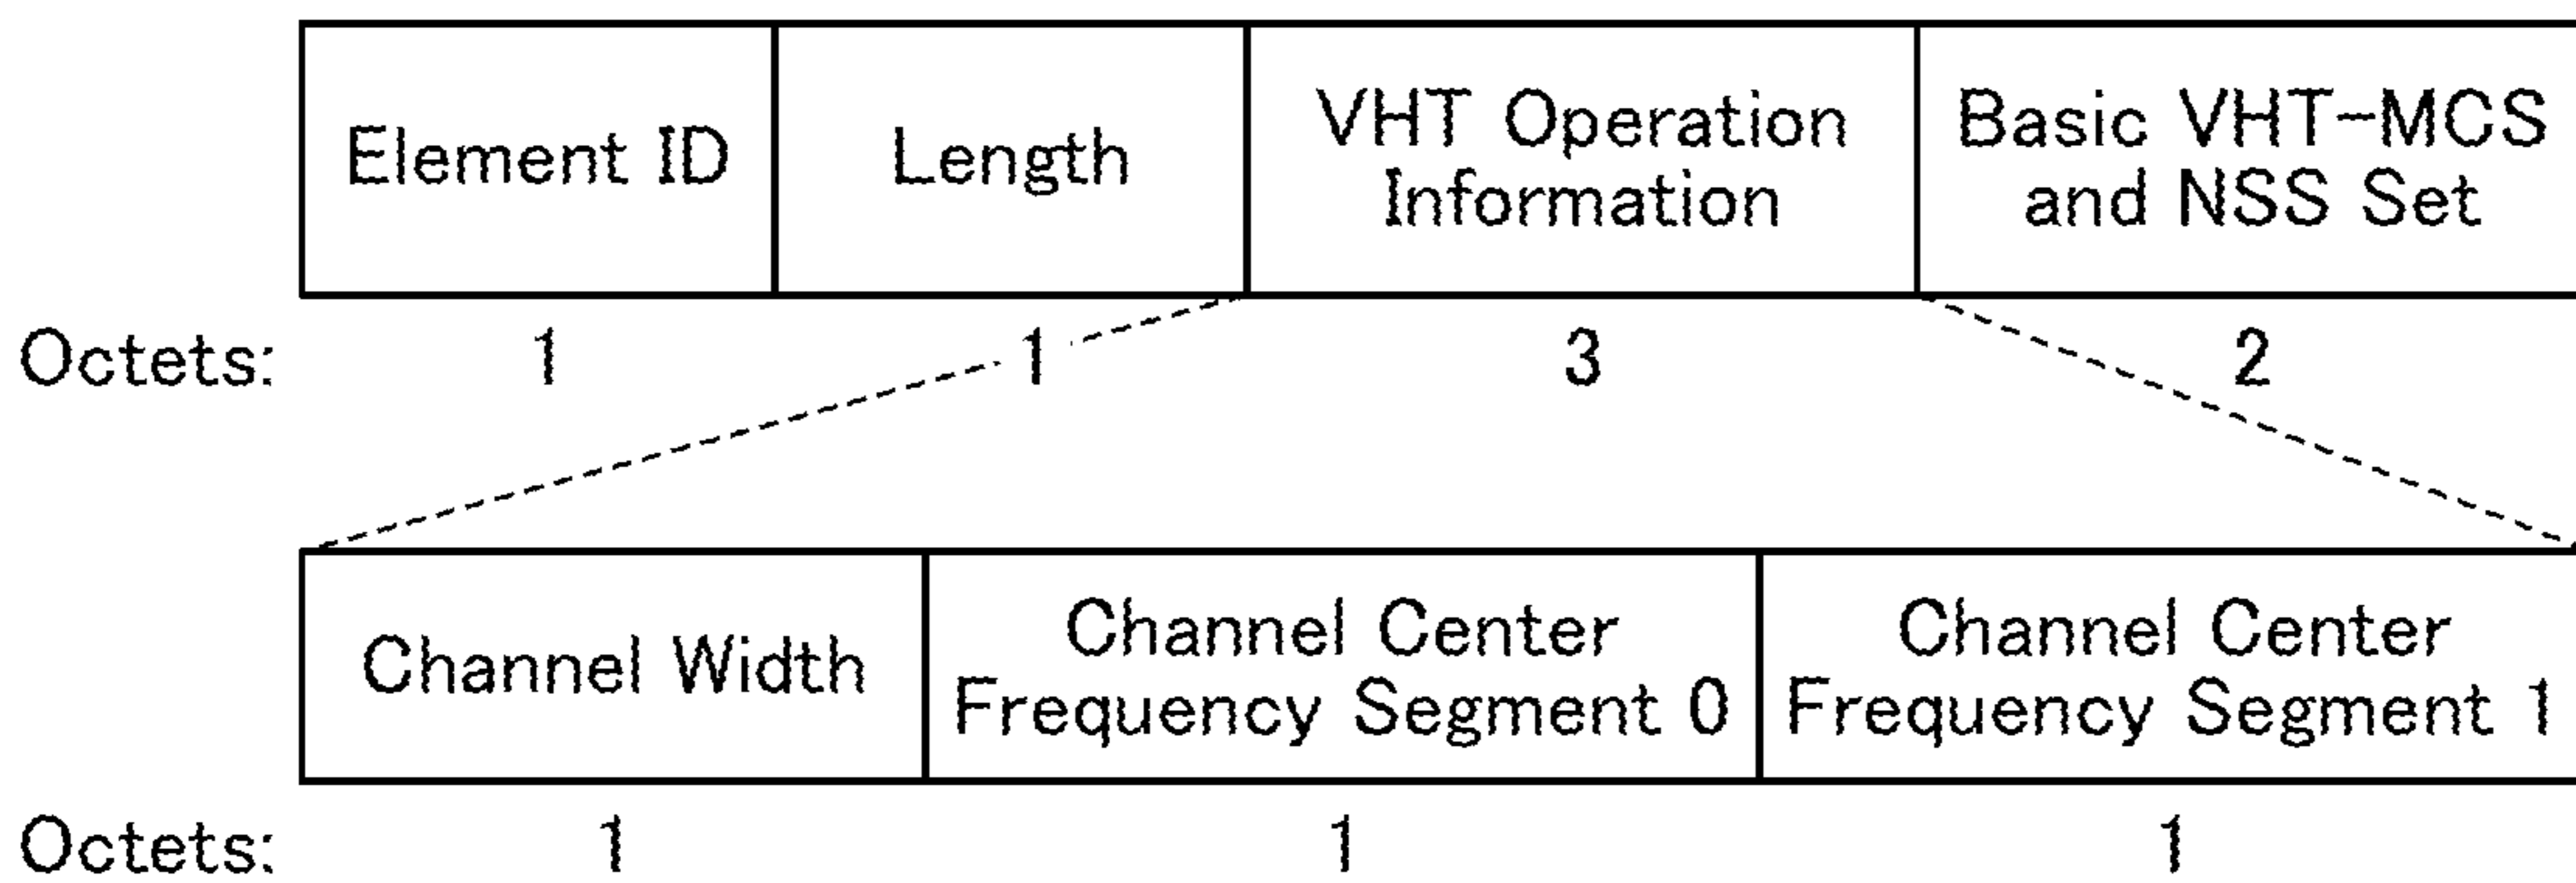 Element ID
Length
VHT Operation
Information
Basic VHT-MCS
and NSS Set
Octets: 1 1 3 2
Channel Width
Channel Center
Frequency Segment 0
Channel Center
Frequency Segment 1
Octets: 1 1 1